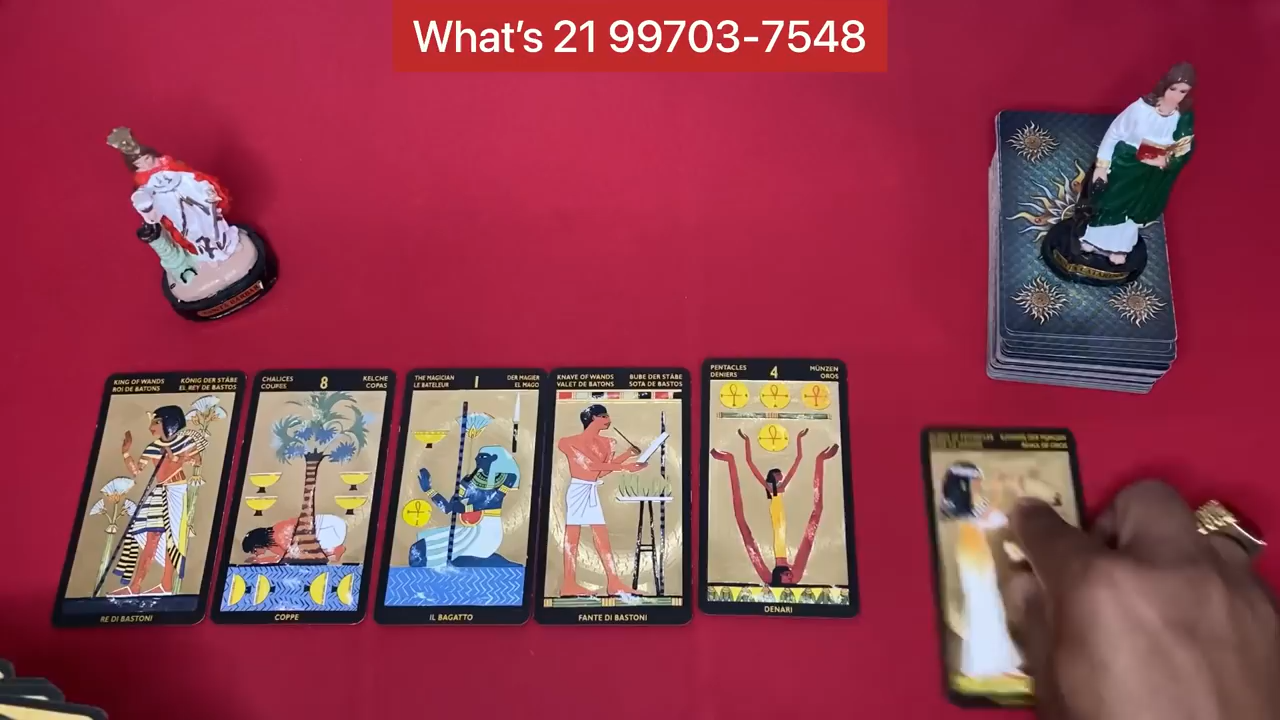 What's 21 99703-7548
KING OF WANDS KÖNIG DER STÄBE
ROI DE BATONS EL REY DE BASTOS
RE DI BASTONI
CHALICES 8 KELCHE
COUPES COPAS
COPPE
THE MAGICIAN I DER MAGIER
LE BATELEUR EL MAGO
IL BAGATTO
KNAVE OF WANDS BUBE DER STÄBE
VALET DE BATONS SOTA DE BASTOS
FANTE DI BASTONI
PENTACLES 4 MÜNZEN
DENIERS OROS
DENARI